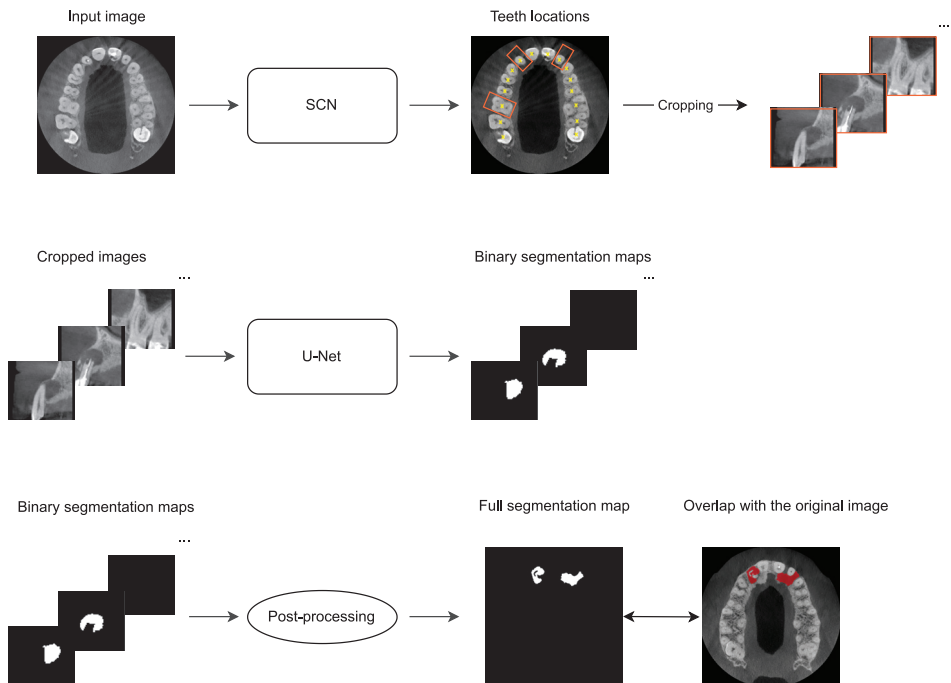 Input image
Teeth locations
...
SCN
Cropping
Cropped images
Binary segmentation maps
...
...
U-Net
Binary segmentation maps
Full segmentation map
Overlap with the original image
...
Post-processing